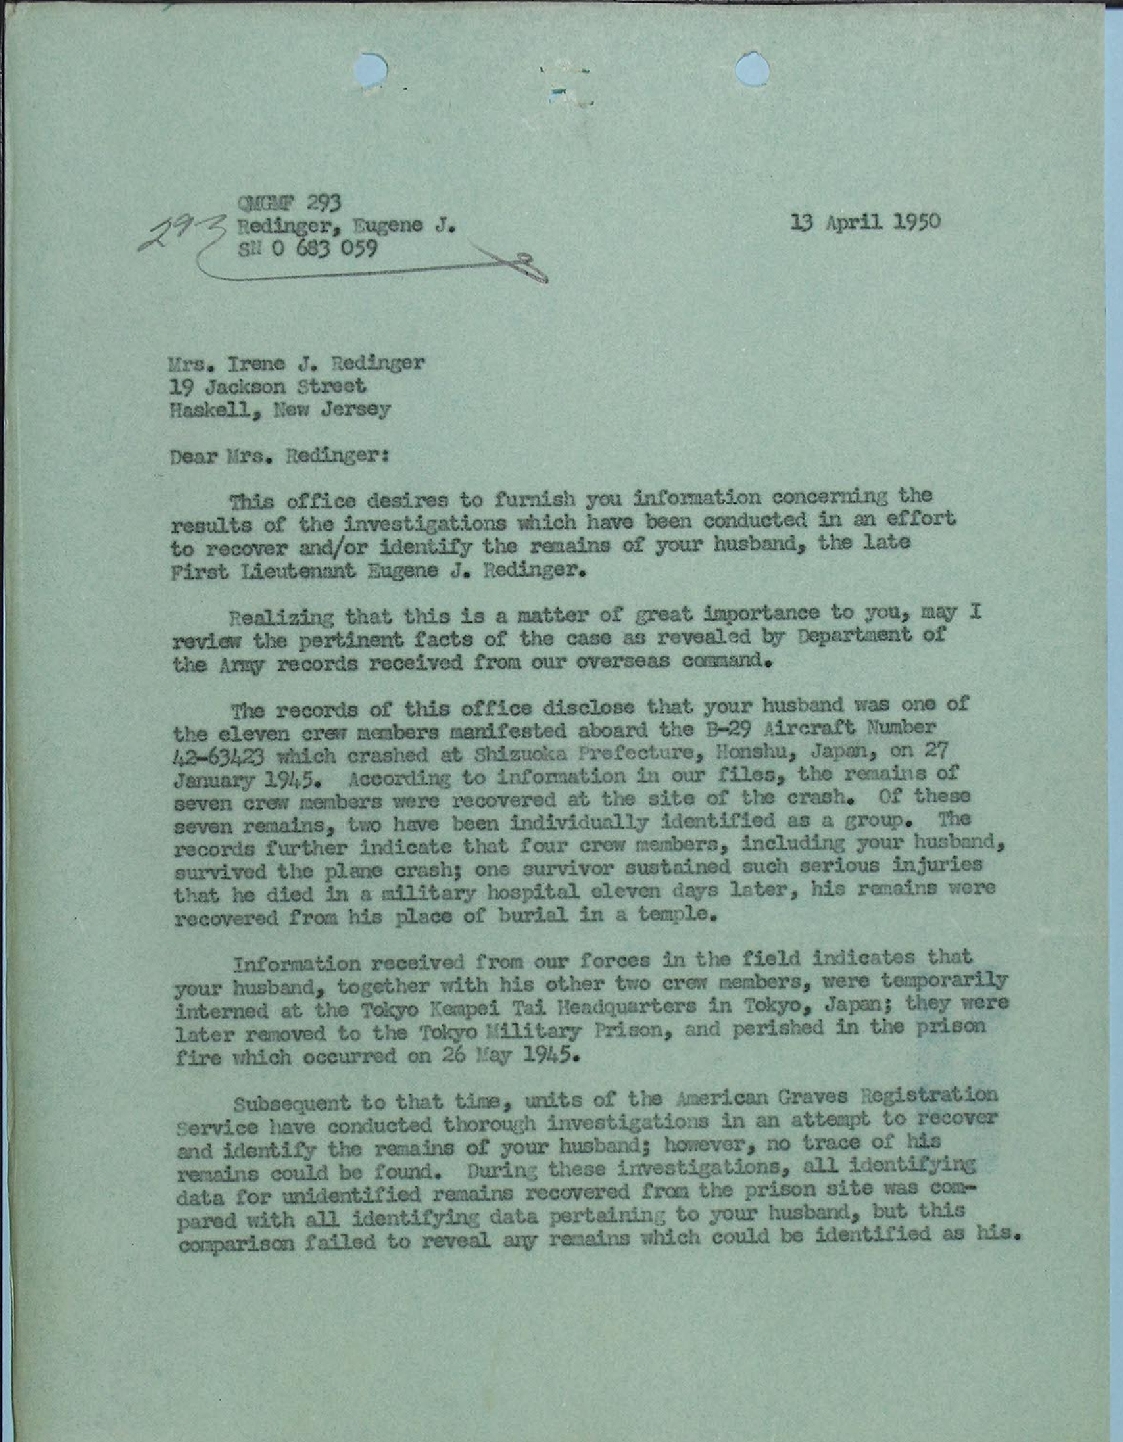 QMGMF 293
293 Redinger, Eugene J.
SN O 683 059
13 April 1950
Mrs. Irene J. Redinger
19 Jackson Street
Haskell, New Jersey
Dear Mrs. Redinger:
This office desires to furnish you information concerning the
results of the investigations which have been conducted in an effort
to recover and/or identify the remains of your husband, the late
First Lieutenant Eugene J. Redinger.
Realizing that this is a matter of great importance to you, may I
review the pertinent facts of the case as revealed by Department of
the Army records received from our overseas command.
The records of this office disclose that your husband was one of
the eleven crew members manifested aboard the B-29 Aircraft Number
42-63423 which crashed at Shizuoka Prefecture, Honshu, Japan, on 27
January 1945. According to information in our files, the remains of
seven crew members were recovered at the site of the crash. Of these
seven remains, two have been individually identified as a group. The
records further indicate that four crew members, including your husband,
survived the plane crash; one survivor sustained such serious injuries
that he died in a military hospital eleven days later, his remains were
recovered from his place of burial in a temple.
Information received from our forces in the field indicates that
your husband, together with his other two crew members, were temporarily
interned at the Tokyo Kempei Tai Headquarters in Tokyo, Japan; they were
later removed to the Tokyo Military Prison, and perished in the prison
fire which occurred on 26 May 1945.
Subsequent to that time, units of the American Graves Registration
Service have conducted thorough investigations in an attempt to recover
and identify the remains of your husband; however, no trace of his
remains could be found. During these investigations, all identifying
data for unidentified remains recovered from the prison site was com-
pared with all identifying data pertaining to your husband, but this
comparison failed to reveal any remains which could be identified as his.